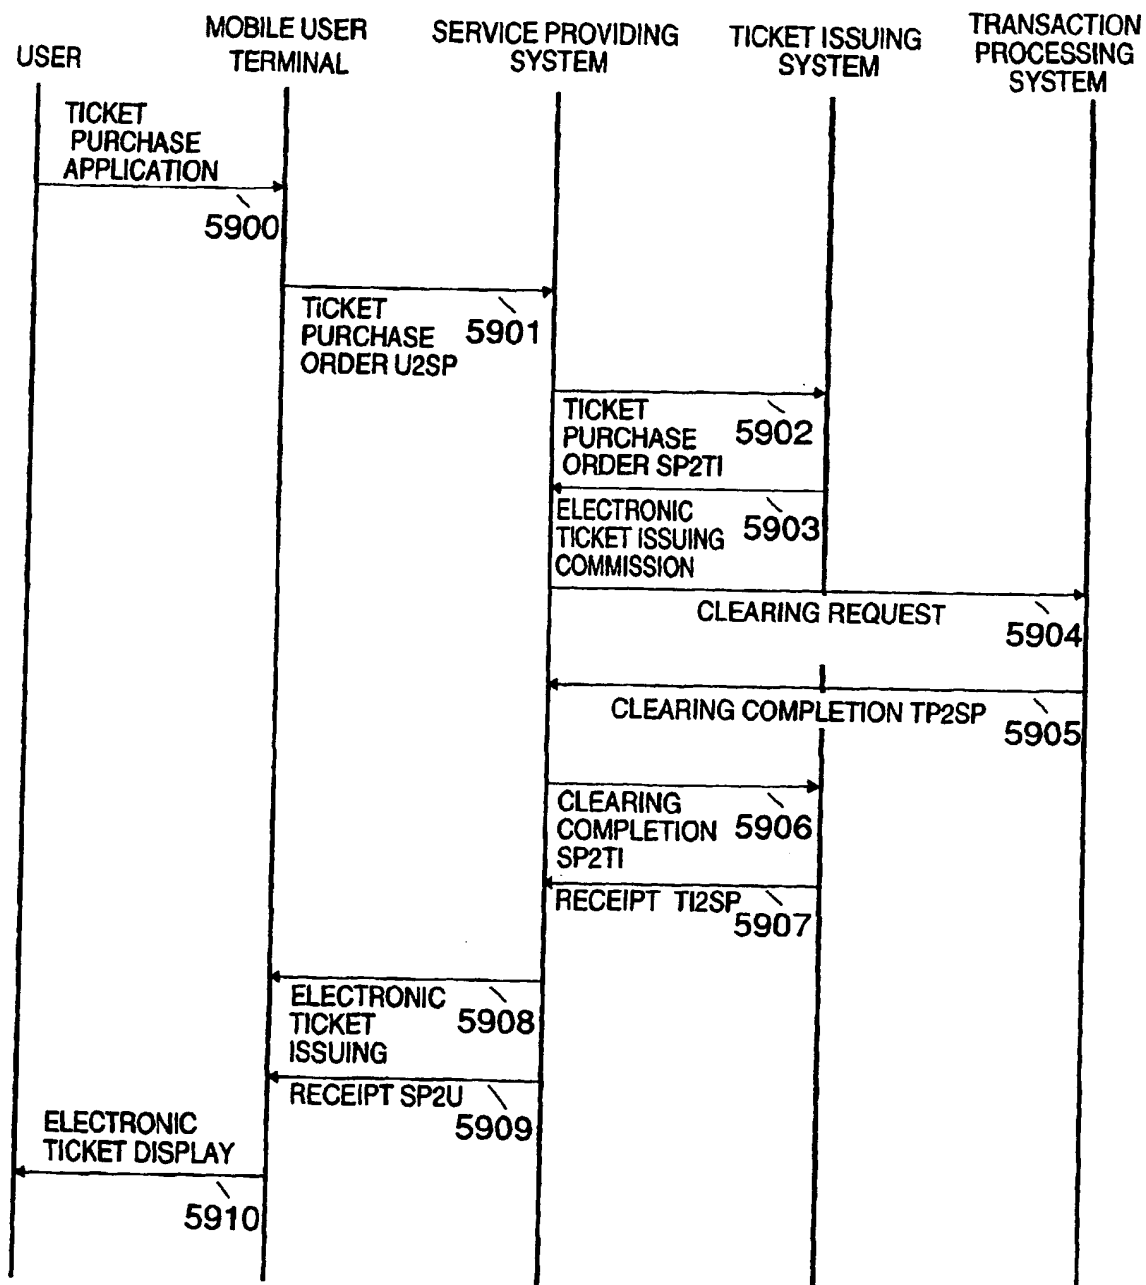 USER
MOBILE USER
TERMINAL
SERVICE PROVIDING
SYSTEM
TICKET ISSUING
SYSTEM
TRANSACTION
PROCESSING
SYSTEM
TICKET
PURCHASE
APPLICATION
5900
TICKET
PURCHASE
ORDER U2SP
5901
TICKET
PURCHASE
ORDER SP2TI
5902
ELECTRONIC
TICKET ISSUING
COMMISSION
5903
CLEARING REQUEST
5904
CLEARING COMPLETION TP2SP
5905
CLEARING
COMPLETION
SP2TI
5906
RECEIPT TI2SP
5907
ELECTRONIC
TICKET
ISSUING
5908
RECEIPT SP2U
5909
ELECTRONIC
TICKET DISPLAY
5910